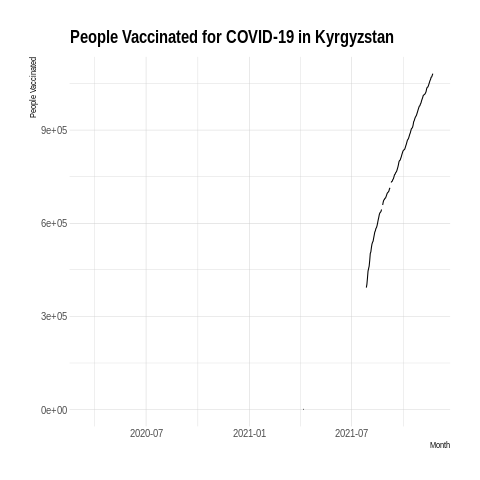 People Vaccinated for COVID-19 in Kyrgyzstan
People Vaccinated
9e+05
6e+05
3e+05
0e+00
2020-07 2021-01 2021-07
Month